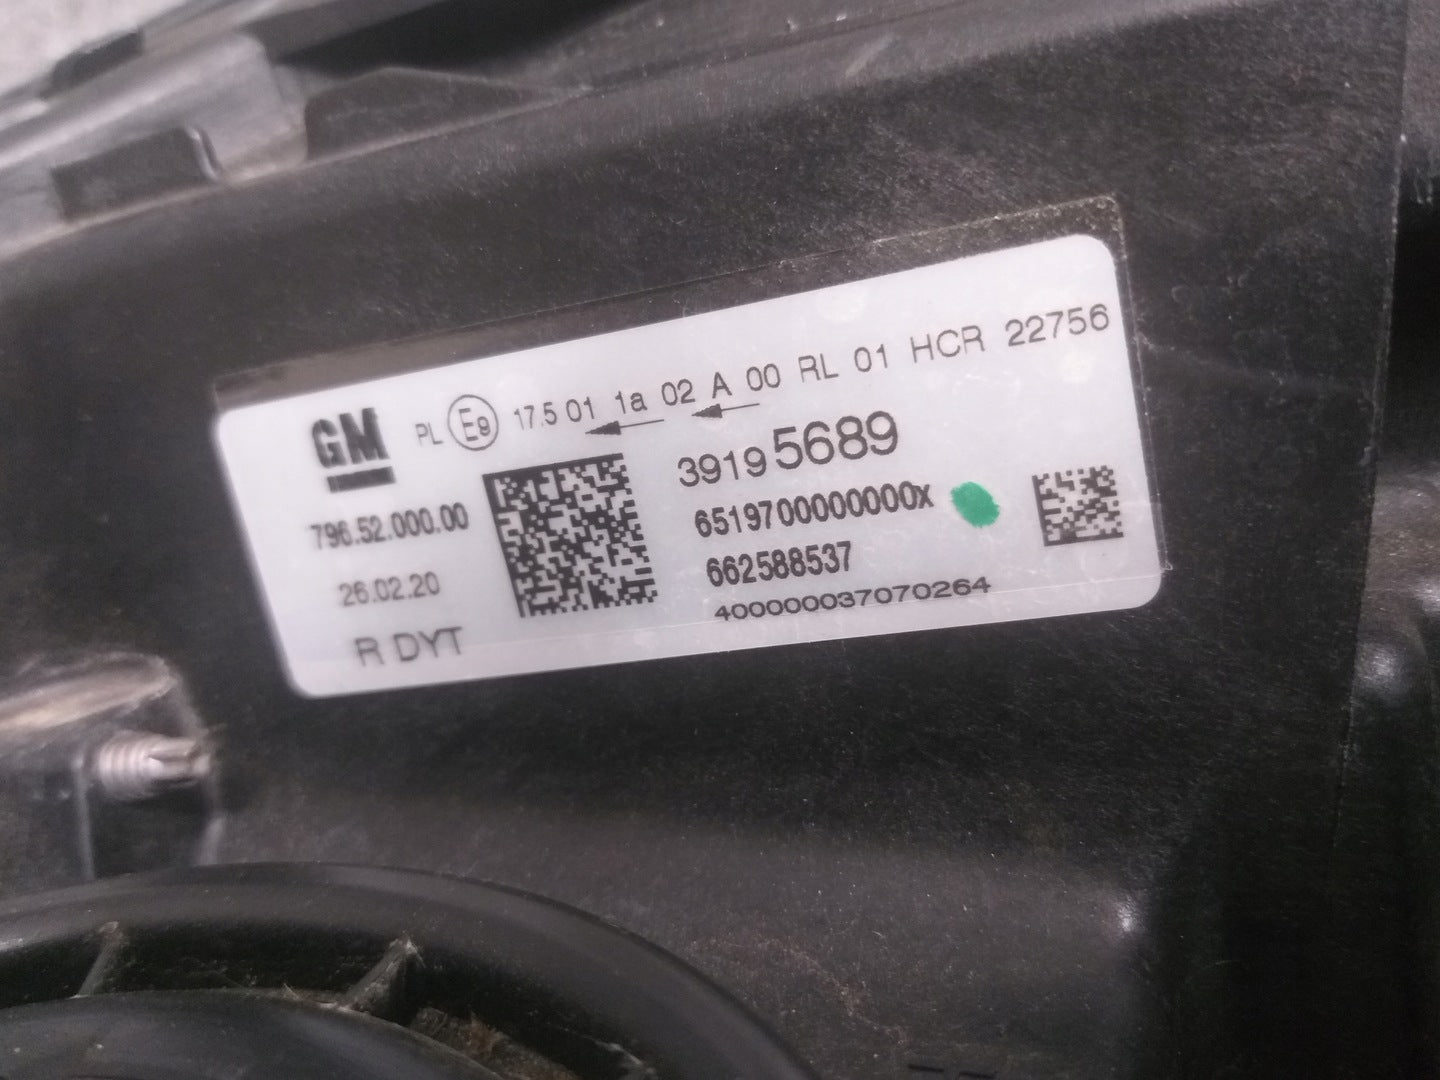 PL E9 17.5 01 1a 02 A 00 RL 01 HCR 22756
GM
39195689
6519700000000x
796.52.000.00
662588537
26.02.20
400000037070264
R DYT